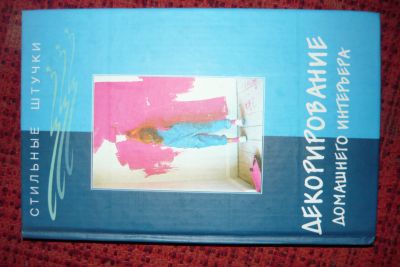 СТИЛЬНЫЕ ШТУЧКИ
ДЕКОРИРОВАНИЕ
ДОМАШНЕГО ИНТЕРЬЕРА